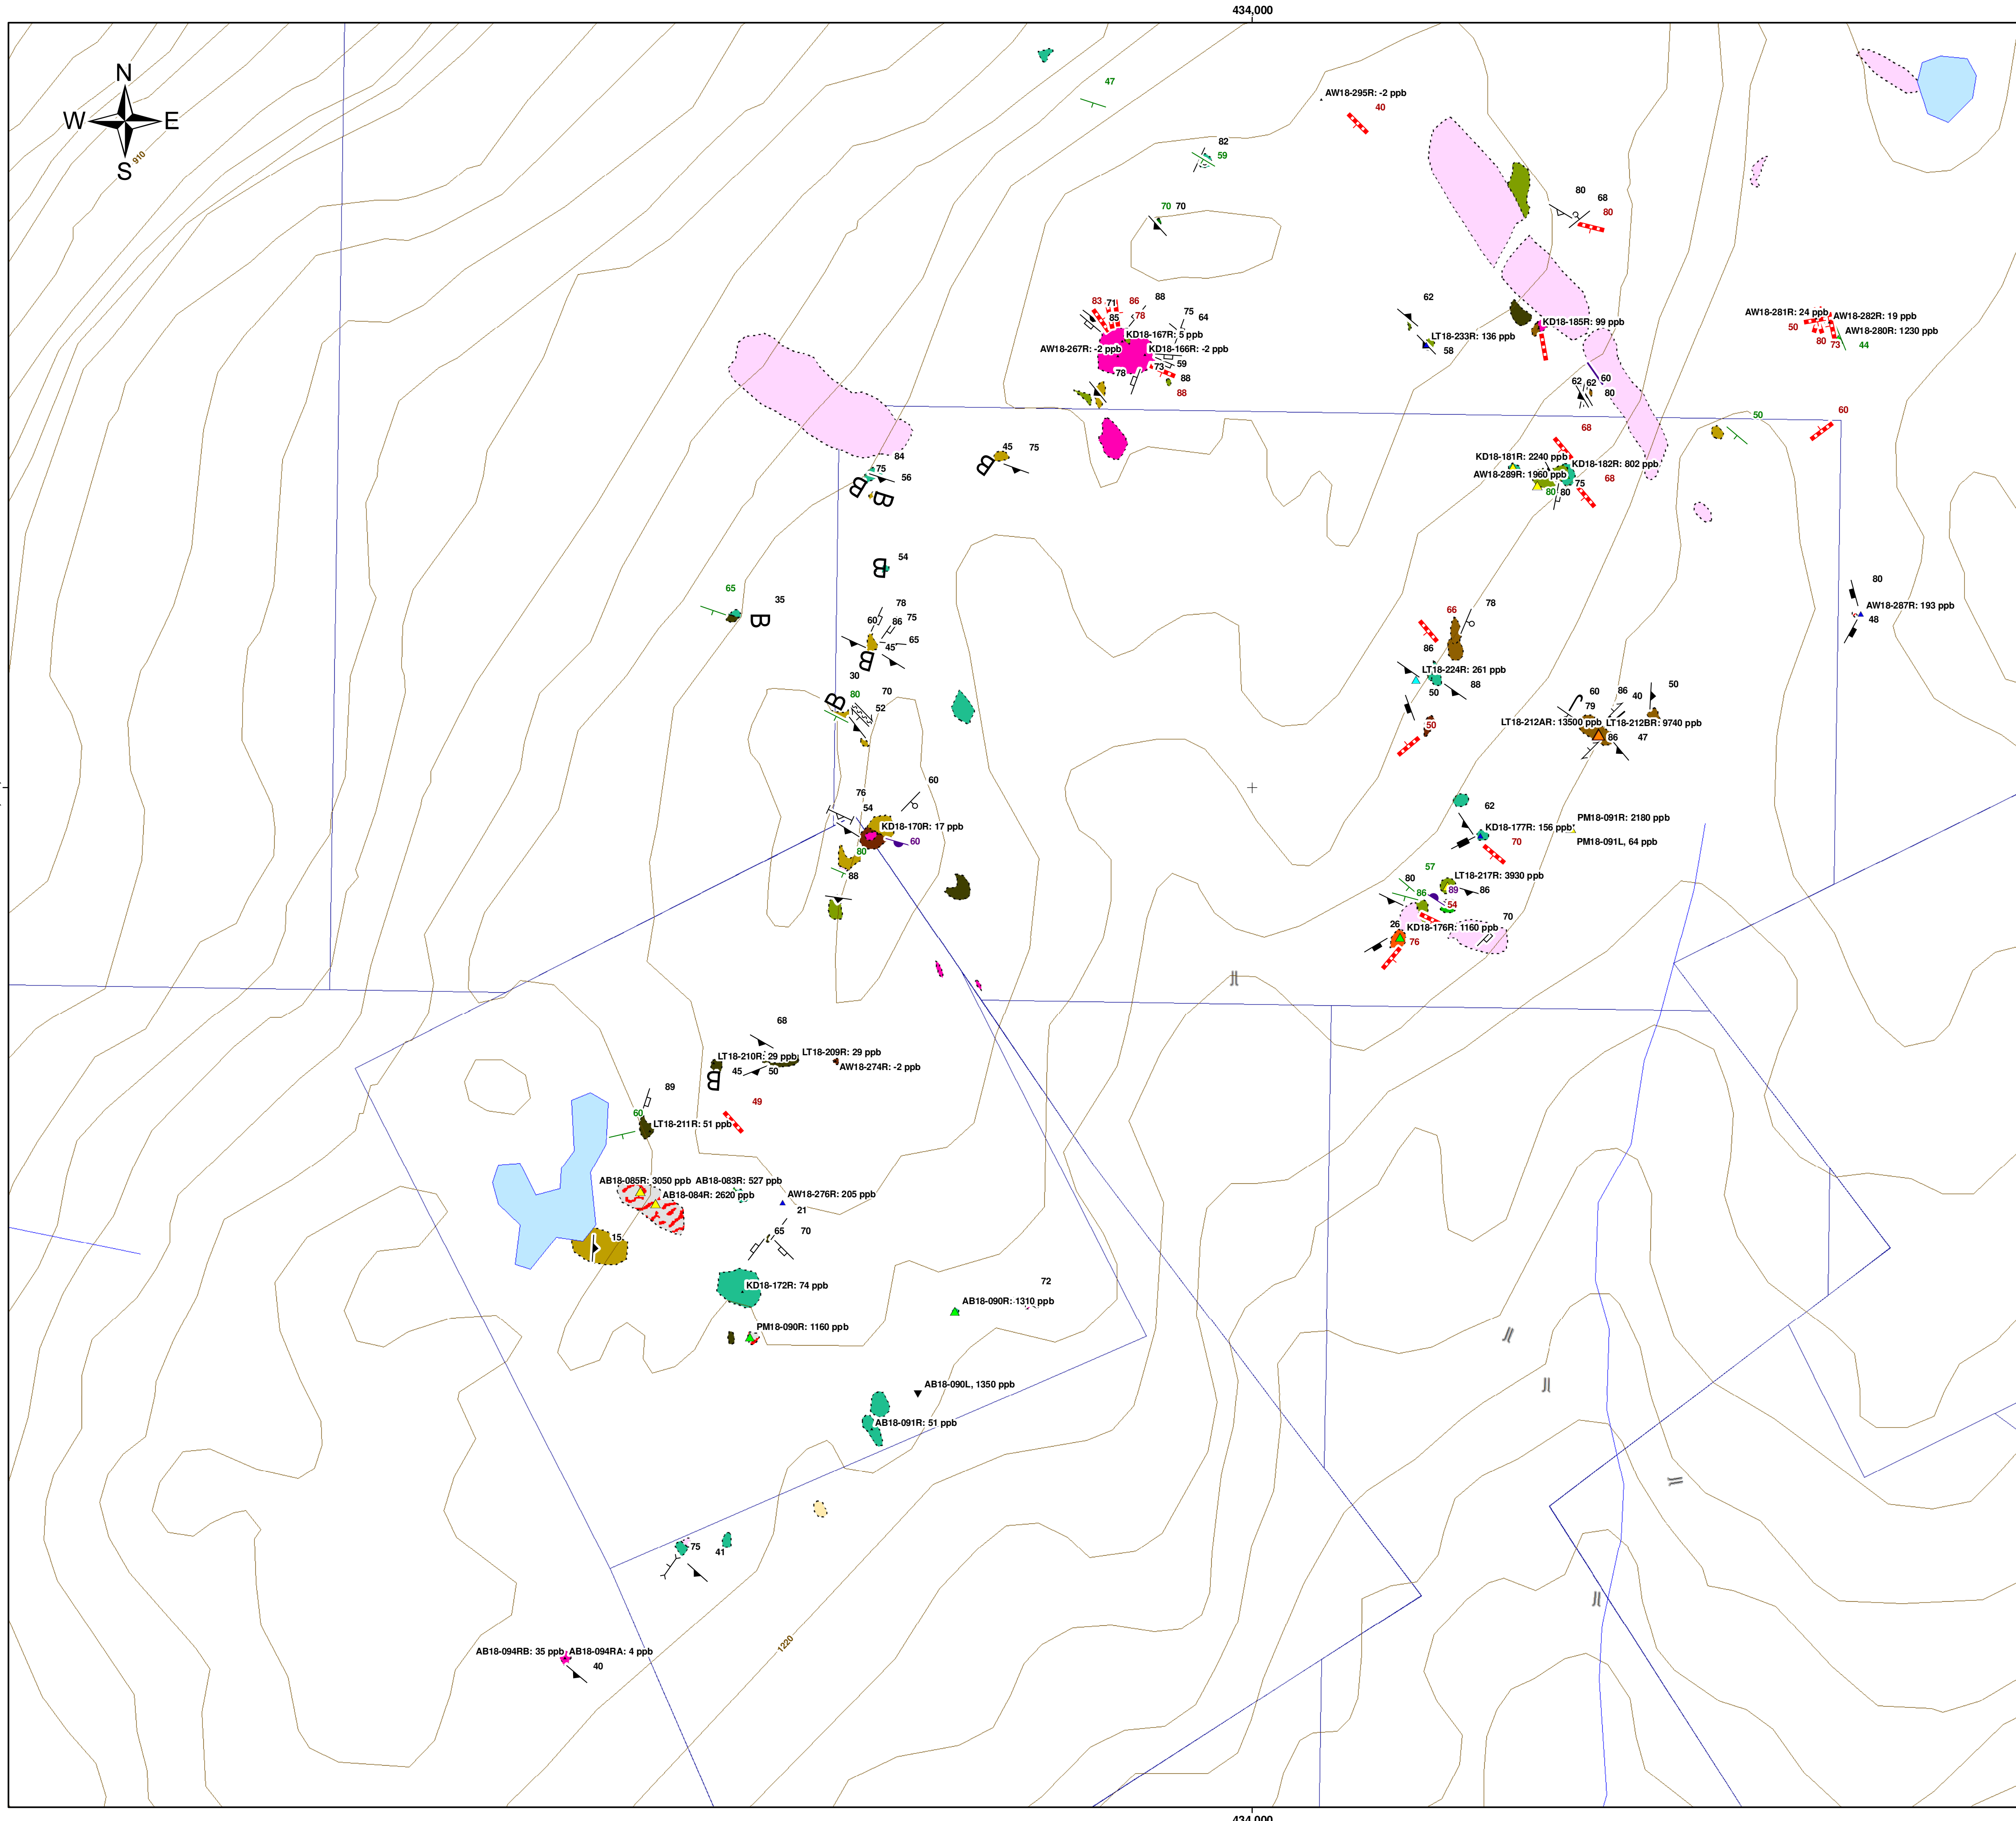 434,000
N
W E
S
910
47
AW18-295R: -2 ppb
40
82
59
70 70
80
68
80
62
83 71 86 88
78
75
64
85
KD18-167R: 5 ppb
AW18-267R: -2 ppb KD18-166R: -2 ppb
59
73
78
88
88
KD18-185R: 99 ppb
LT18-233R: 136 ppb
58
AW18-281R: 24 ppb AW18-282R: 19 ppb
50
AW18-280R: 1230 ppb
80 73 44
62 62 60
80
60
50
68
45 75
84
75
56
B
B B
KD18-181R: 2240 ppb
KD18-182R: 802 ppb
AW18-289R: 1960 ppb
68
75
80 80
54
B
65
35
B
78
60 86 75
65
45
B
30
80 70
52
B
80
AW18-287R: 193 ppb
48
66
78
86
LT18-224R: 261 ppb
88
50
50
60 86 40 50
79
LT18-212AR: 13500 ppb LT18-212BR: 9740 ppb
86 47
60
76
54
KD18-170R: 17 ppb
60
80
88
62
PM18-091R: 2180 ppb
KD18-177R: 156 ppb
70
PM18-091L, 64 ppb
57
LT18-217R: 3930 ppb
80
86 89 86
54
70
26
KD18-176R: 1160 ppb
76
68
LT18-210R: 29 ppb LT18-209R: 29 ppb
AW18-274R: -2 ppb
45 50
B
89
49
60
LT18-211R: 51 ppb
AB18-085R: 3050 ppb AB18-083R: 527 ppb
AB18-084R: 2620 ppb
AW18-276R: 205 ppb
21
65 70
15
KD18-172R: 74 ppb
72
AB18-090R: 1310 ppb
PM18-090R: 1160 ppb
AB18-090L, 1350 ppb
AB18-091R: 51 ppb
75
41
1220
AB18-094RB: 35 ppb AB18-094RA: 4 ppb
40
434,000